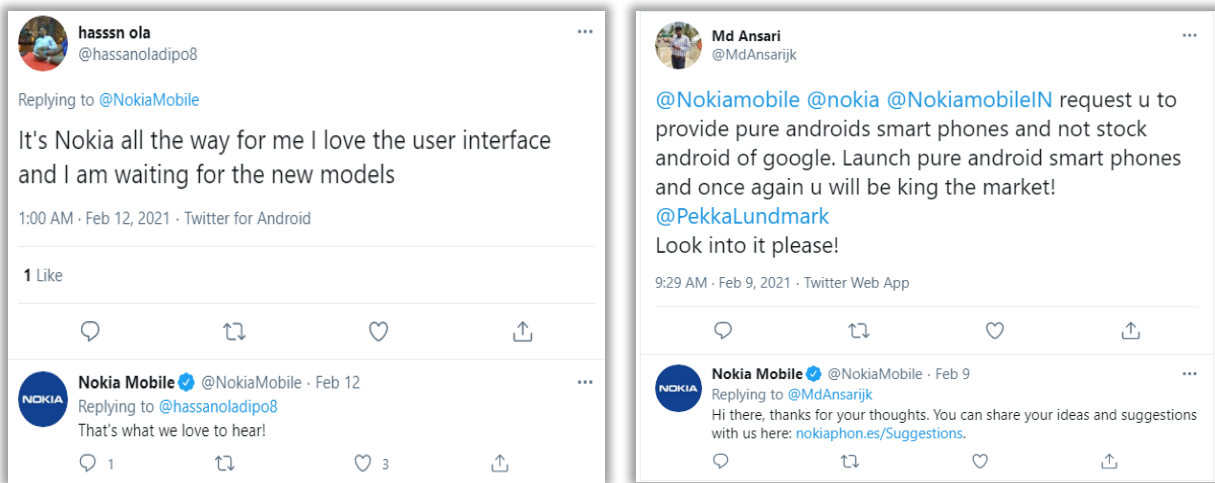 hasssn ola
@hassanoladipo8
Replying to @NokiaMobile
It's Nokia all the way for me I love the user interface
and I am waiting for the new models
1:00 AM · Feb 12, 2021 · Twitter for Android
1 Like
NOKIA
Nokia Mobile @NokiaMobile · Feb 12
Replying to @hassanoladipo8
That's what we love to hear!
1
3
Md Ansari
@MdAnsarijk
@Nokiamobile @nokia @NokiamobileIN request u to
provide pure androids smart phones and not stock
android of google. Launch pure android smart phones
and once again u will be king the market!
@PekkaLundmark
Look into it please!
9:29 AM · Feb 9, 2021 · Twitter Web App
NOKIA
Nokia Mobile @NokiaMobile · Feb 9
Replying to @MdAnsarijk
Hi there, thanks for your thoughts. You can share your ideas and suggestions
with us here: nokiaphon.es/Suggestions.